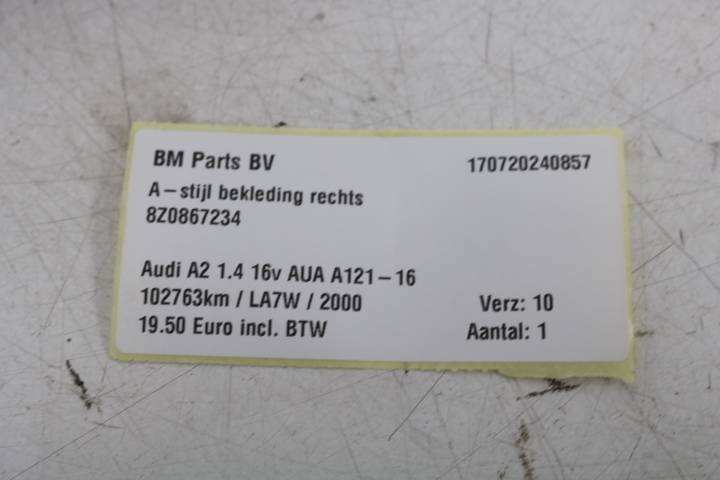 BM Parts BV 170720240857
A-stijl bekleding rechts
8Z0867234
Audi A2 1.4 16v AUA A121-16
102763km / LA7W / 2000 Verz: 10
19.50 Euro incl. BTW Aantal: 1